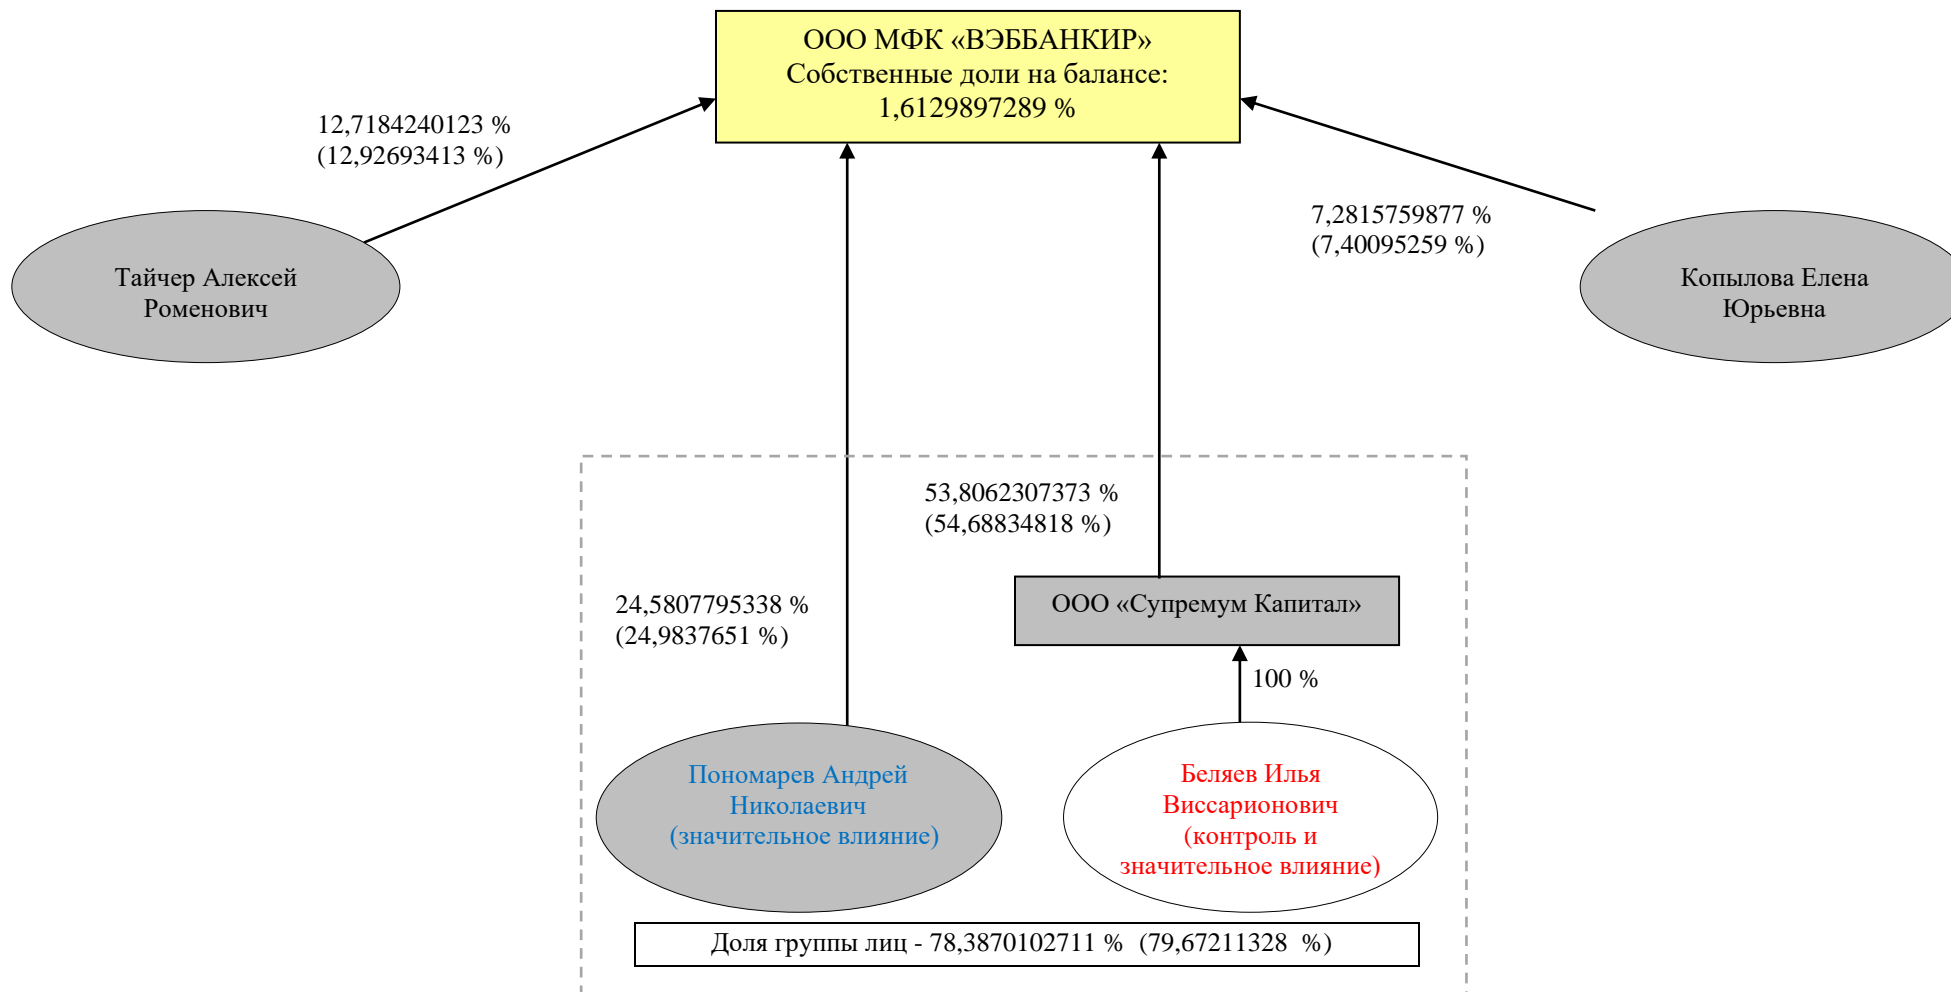 ООО МФК «ВЭББАНКИР»
Собственные доли на балансе:
1,6129897289 %
12,7184240123 %
(12,92693413 %)
7,2815759877 %
(7,40095259 %)
Тайчер Алексей
Роменович
Копылова Елена
Юрьевна
53,8062307373 %
(54,68834818 %)
24,5807795338 %
(24,9837651 %)
ООО «Супремум Капитал»
100 %
Пономарев Андрей
Николаевич
(значительное влияние)
Беляев Илья
Виссарионович
(контроль и
значительное влияние)
Доля группы лиц - 78,3870102711 % (79,67211328 %)